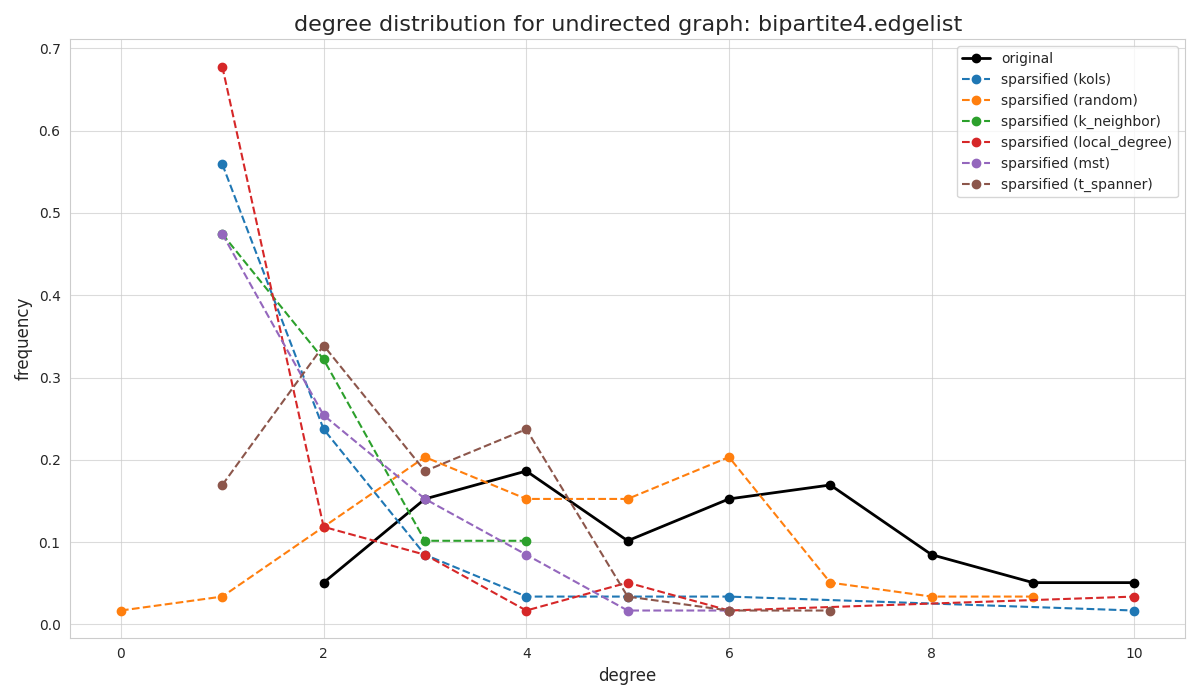 degree distribution for undirected graph: bipartite4.edgelist
original
sparsified (kols)
sparsified (random)
sparsified (k_neighbor)
sparsified (local_degree)
sparsified (mst)
sparsified (t_spanner)
frequency
0.7
0.6
0.5
0.4
0.3
0.2
0.1
0.0
0
2
4
6
8
10
degree